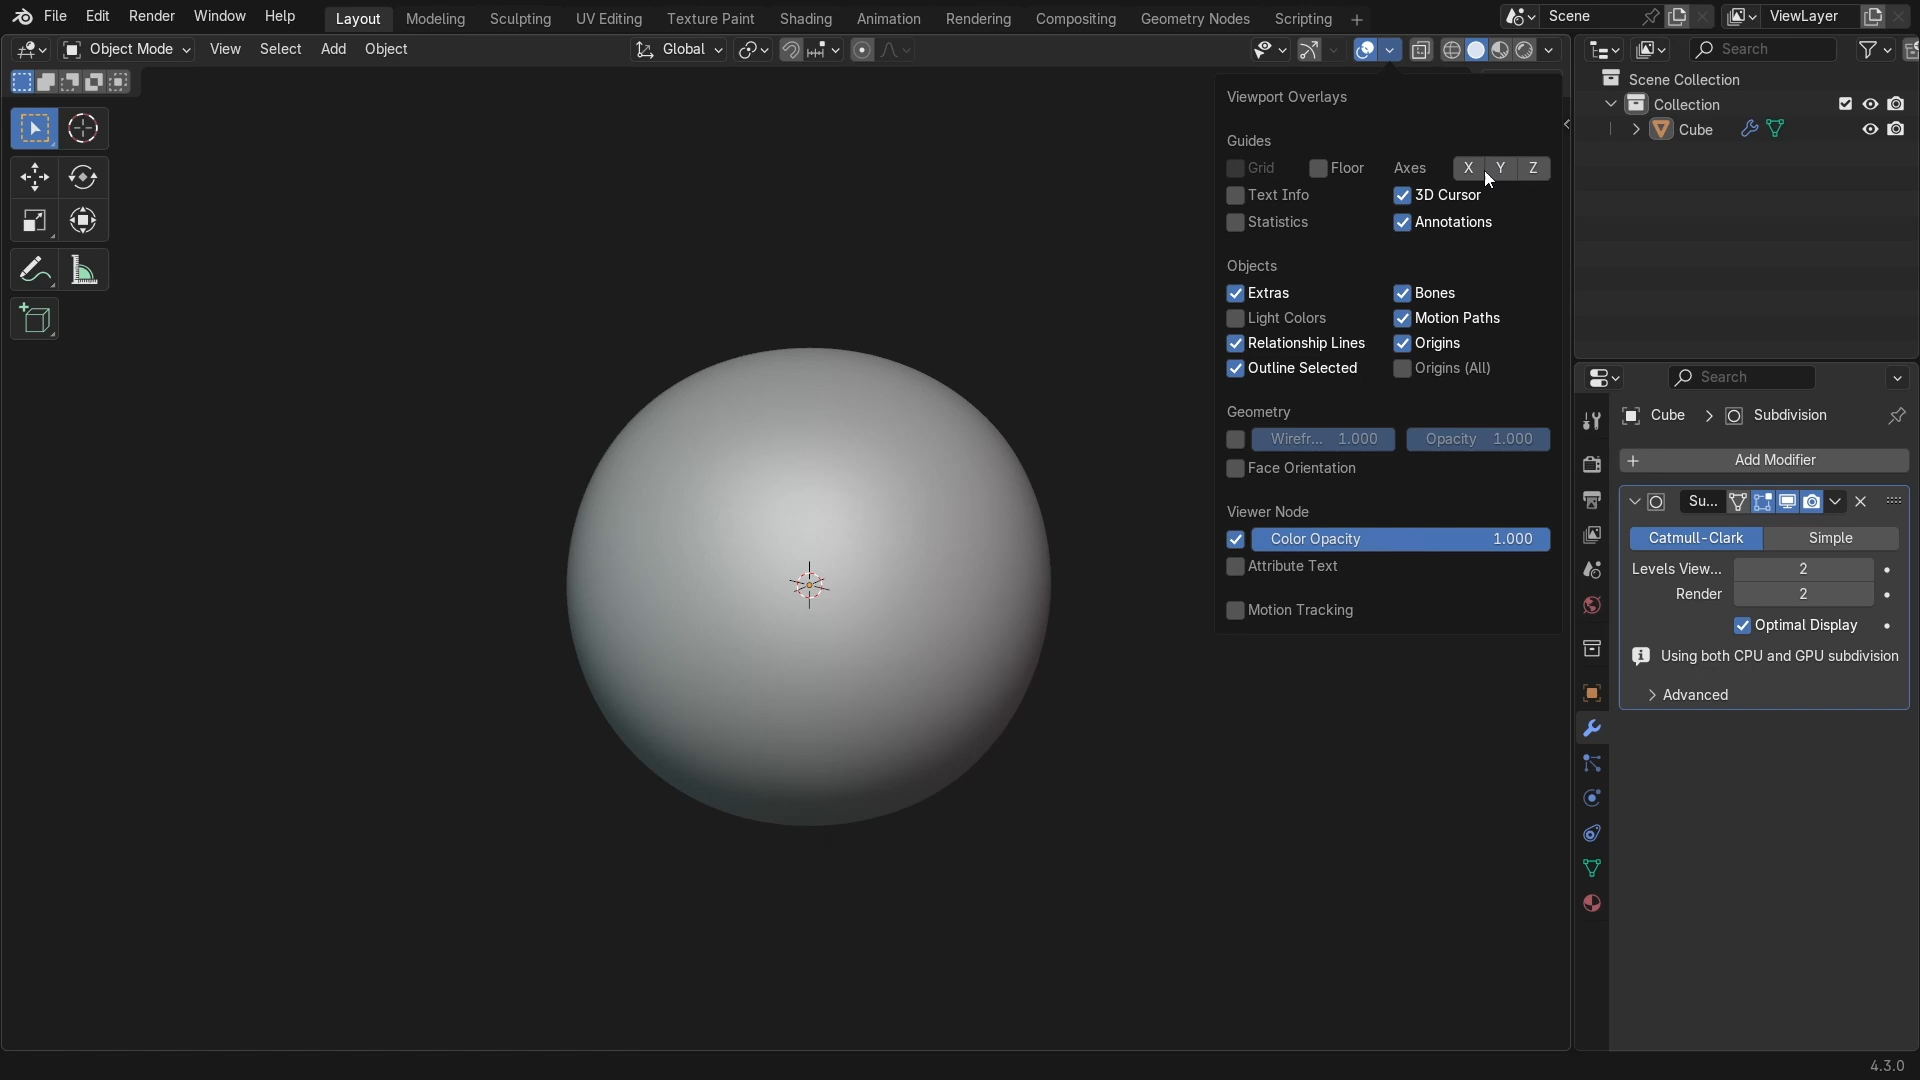 File Edit Render Window Help Layout Modeling Sculpting UV Editing Texture Paint Shading Animation Rendering Compositing Geometry Nodes Scripting + Scene ViewLayer
Object Mode View Select Add Object Global Search
Scene Collection
Collection
Cube
Viewport Overlays
Guides
Grid Floor Axes X Y Z
Text Info 3D Cursor
Statistics Annotations
Objects
Extras Bones
Light Colors Motion Paths
Relationship Lines Origins
Outline Selected Origins (All)
Geometry
Wirefr... 1.000 Opacity 1.000
Face Orientation
Viewer Node
Color Opacity 1.000
Attribute Text
Motion Tracking
Search
Cube > Subdivision
+ Add Modifier
Su...
Catmull-Clark Simple
Levels View... 2
Render 2
Optimal Display
Using both CPU and GPU subdivision
Advanced
4.3.0